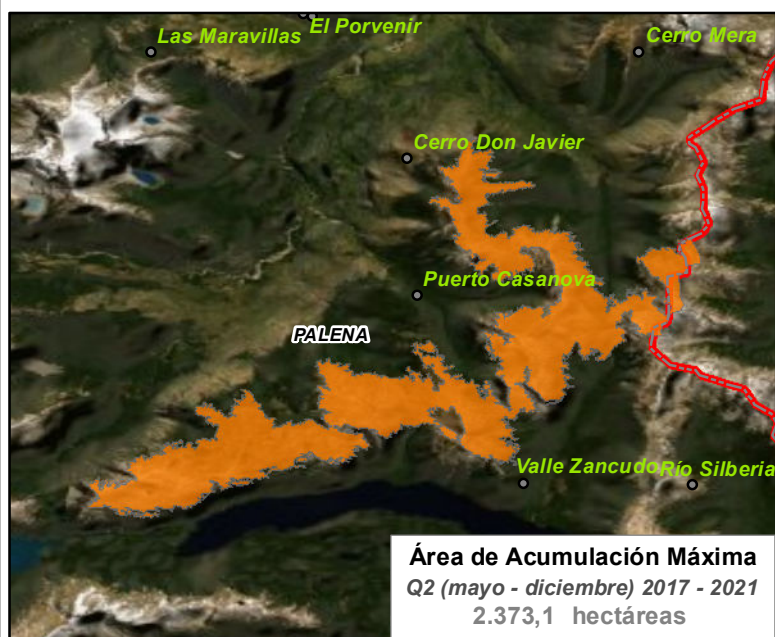 El Porvenir
Las Maravillas
Cerro Mera
Cerro Don Javier
Puerto Casanova
PALENA
Valle Zancudo
Río Silberia
Área de Acumulación Máxima
Q2 (mayo - diciembre) 2017 - 2021
2.373,1 hectáreas